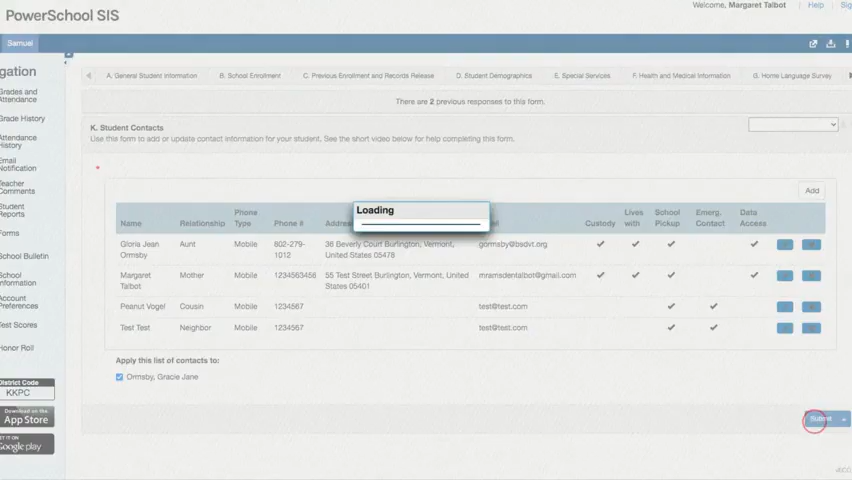 PowerSchool SIS
Welcome, Margaret Talbot Help Sig
Samuel
gation
Grades and
Attendance
Grade History
Attendance
History
Email
Notification
Teacher
Comments
Student
Reports
Forms
School Bulletin
School
Information
Account
Preferences
Test Scores
Honor Roll
District Code
KKPC
Download on the
App Store
GET IT ON
Google play
A. General Student Information B. School Enrollment C. Previous Enrollment and Records Release D. Student Demographics E. Special Services F. Health and Medical Information G. Home Language Survey
There are 2 previous responses to this form.
K. Student Contacts
Use this form to add or update contact information for your student. See the short video below for help completing this form.
*
Add
Name Relationship Phone Type Phone # Address Custody Lives with School Pickup Emerg. Contact Data Access
Gloria Jean Ormsby Aunt Mobile 802-279-1012 36 Beverly Court Burlington, Vermont, United States 05478 gormsby@bsdvt.org
Margaret Talbot Mother Mobile 1234563456 55 Test Street Burlington, Vermont, United States 05401 mramsdentalbot@gmail.com
Peanut Vogel Cousin Mobile 1234567 test@test.com
Test Test Neighbor Mobile 1234567 test@test.com
Loading
Apply this list of contacts to:
Ormsby, Gracie Jane
Submit